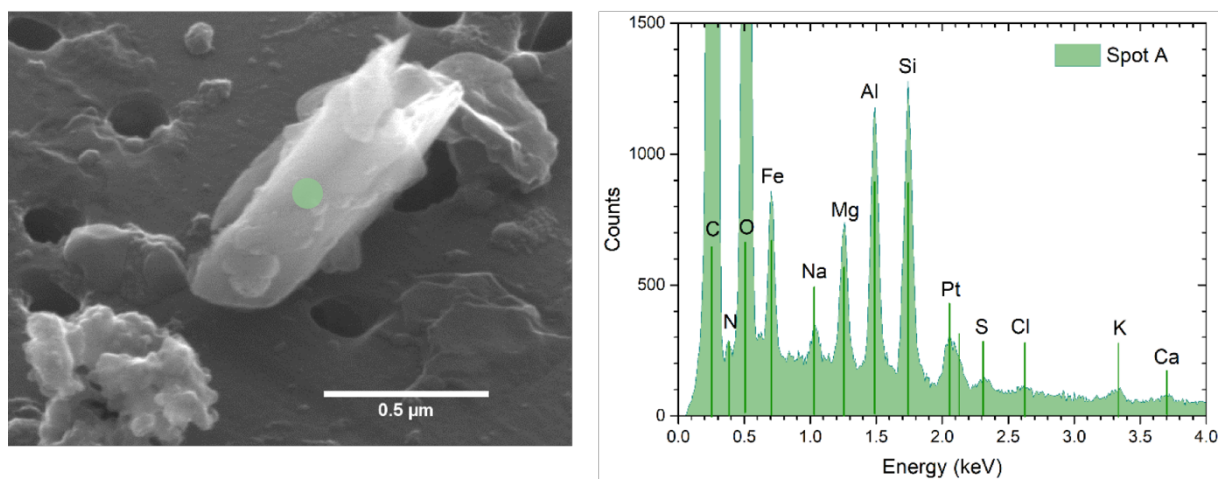 0.5 µm
Spot A
C
N
O
Fe
Na
Mg
Al
Si
Pt
S
Cl
K
Ca
1500
1000
500
0
Counts
0.0 0.5 1.0 1.5 2.0 2.5 3.0 3.5 4.0
Energy (keV)